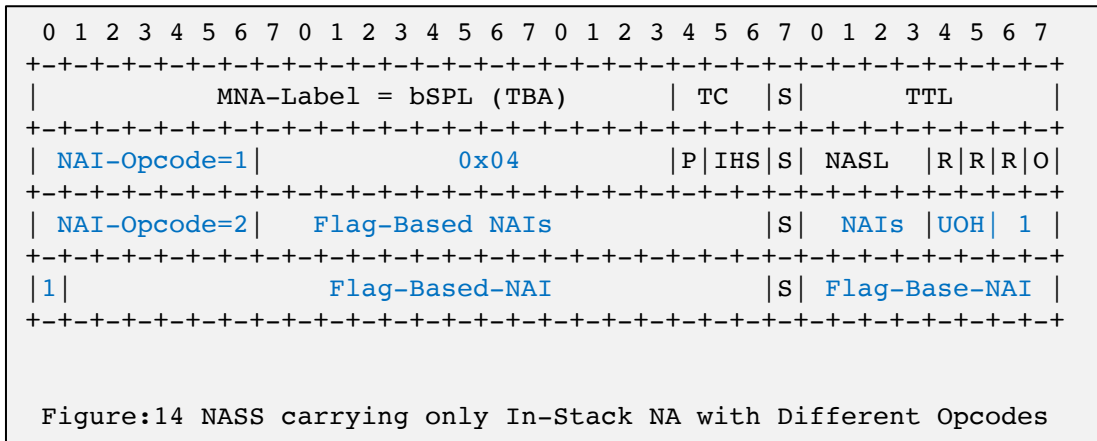 0 1 2 3 4 5 6 7 0 1 2 3 4 5 6 7 0 1 2 3 4 5 6 7 0 1 2 3 4 5 6 7
+-+-+-+-+-+-+-+-+-+-+-+-+-+-+-+-+-+-+-+-+-+-+-+-+-+-+-+-+-+-+-+-+
| MNA-Label = bSPL (TBA) | TC |S| TTL |
+-+-+-+-+-+-+-+-+-+-+-+-+-+-+-+-+-+-+-+-+-+-+-+-+-+-+-+-+-+-+-+-+
| NAI-Opcode=1| 0x04 |P|IHS|S| NASL |R|R|R|O|
+-+-+-+-+-+-+-+-+-+-+-+-+-+-+-+-+-+-+-+-+-+-+-+-+-+-+-+-+-+-+-+-+
| NAI-Opcode=2| Flag-Based NAIs |S| NAIs |UOH| 1 |
+-+-+-+-+-+-+-+-+-+-+-+-+-+-+-+-+-+-+-+-+-+-+-+-+-+-+-+-+-+-+-+-+
|1| Flag-Based-NAI |S| Flag-Base-NAI |
+-+-+-+-+-+-+-+-+-+-+-+-+-+-+-+-+-+-+-+-+-+-+-+-+-+-+-+-+-+-+-+-+
Figure:14 NASS carrying only In-Stack NA with Different Opcodes